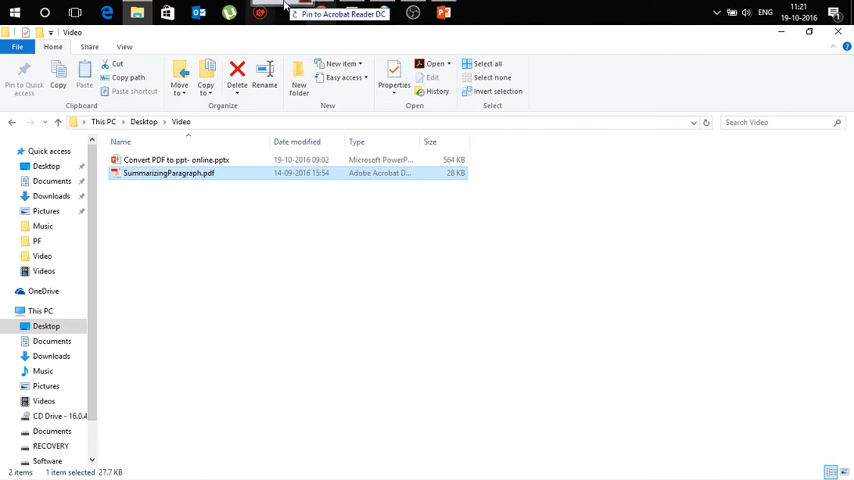 Pin to Acrobat Reader DC
ENG
11:21
19-10-2016
Video
File
Home
Share
View
Pin to Quick access
Copy
Paste
Cut
Copy path
Paste shortcut
Clipboard
Move to
Copy to
Delete
Rename
Organize
New folder
New item
Easy access
New
Properties
Open
Edit
History
Open
Select all
Select none
Invert selection
Select
This PC
Desktop
Video
Search Video
Name
Date modified
Type
Size
Convert PDF to ppt- online.pptx
19-10-2016 09:02
Microsoft PowerP...
564 KB
SummarizingParagraph.pdf
14-09-2016 15:54
Adobe Acrobat D...
28 KB
Quick access
Desktop
Documents
Downloads
Pictures
Music
PF
Video
Videos
OneDrive
This PC
Desktop
Documents
Downloads
Music
Pictures
Videos
CD Drive - 16.0.4
Documents
RECOVERY
Software
2 items
1 item selected 27.7 KB